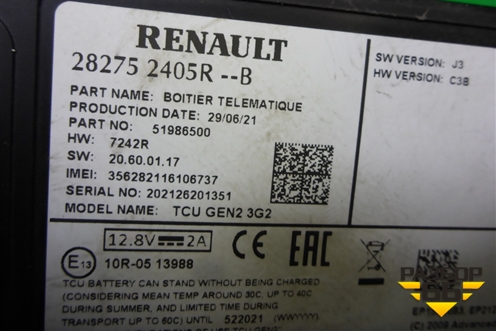 RENAULT
28275 2405R --B
PART NAME: BOITIER TELEMATIQUE
PRODUCTION DATE: 29/06/21
PART NO: 51986500
HW: 7242R
SW: 20.60.01.17
IMEI: 356282116106737
SERIAL NO: 202126201351
MODEL NAME: TCU GEN2 3G2
SW VERSION: J3
HW VERSION: C3B
12.8V 2A
E13 10R-05 13988
CE EAC
TCU BATTERY CAN STAND WITHOUT BEING CHARGED
(CONSIDERING MEAN TEMP AROUND 30C, UP TO 40C
DURING SUMMER, AND LIMITED TIME DURING
TRANSPORT UP TO 60C) UNTIL 522021 (WWYYYY)